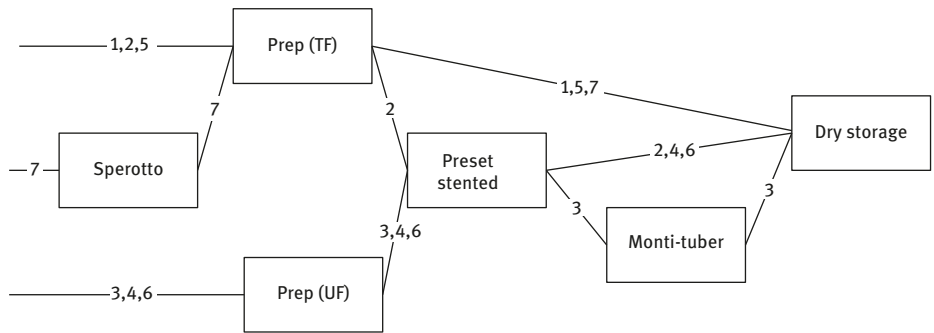 1,2,5
Prep (TF)
1,5,7
7
2
Dry storage
7
Sperotto
Preset
stented
2,4,6
3
3
3,4,6
Monti-tuber
3,4,6
Prep (UF)